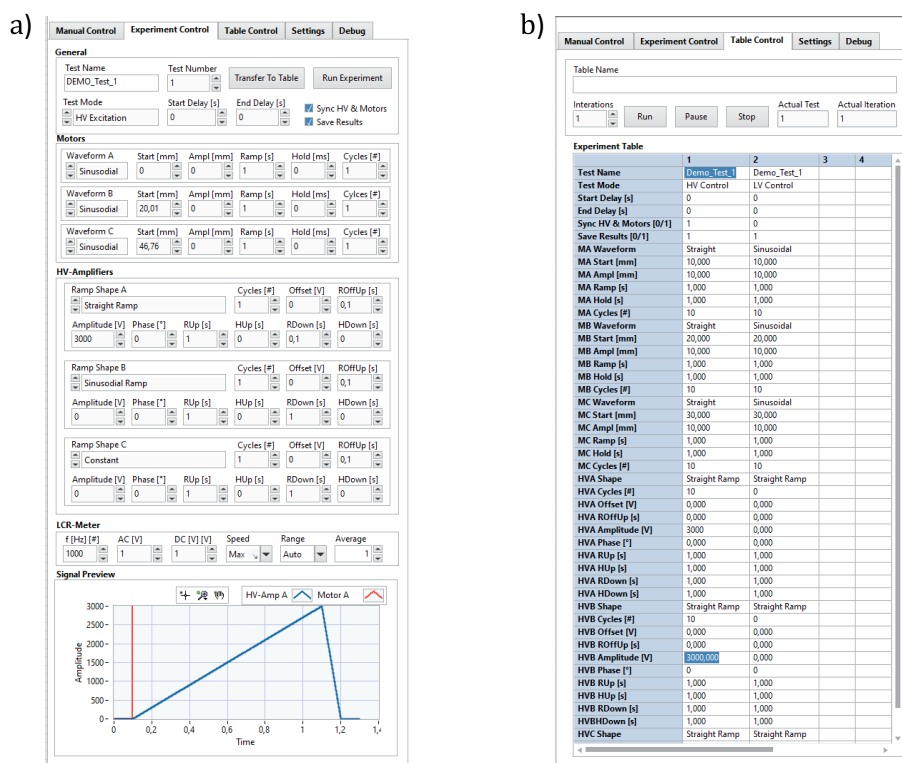 a)
Manual Control Experiment Control Table Control Settings Debug
General
Test Name Test Number
DEMO_Test_1 1 Transfer To Table Run Experiment
Test Mode Start Delay [s] End Delay [s] Sync HV & Motors
HV Excitation 0 0 Save Results
Motors
Waveform A Start [mm] Ampl [mm] Ramp [s] Hold [ms] Cycles [#]
Sinusodial 0 0 1 0 1
Waveform B Start [mm] Ampl [mm] Ramp [s] Hold [ms] Cylces [#]
Sinusodial 20,01 0 1 0 1
Waveform C Start [mm] Ampl [mm] Ramp [s] Hold [ms] Cycles [#]
Sinusodial 46,76 0 1 0 1
HV-Amplifiers
Ramp Shape A Cycles [#] Offset [V] ROffUp [s]
Straight Ramp 1 0 0,1
Amplitude [V] Phase [°] RUp [s] HUp [s] RDown [s] HDown [s]
3000 0 1 0 0,1 0
Ramp Shape B Cycles [#] Offset [V] ROffUp [s]
Sinusodial Ramp 1 0 0,1
Amplitude [V] Phase [°] RUp [s] HUp [s] RDown [s] HDown [s]
0 0 1 0 1 0
Ramp Shape C Cycles [#] Offset [V] ROffUp [s]
Constant 1 0 0,1
Amplitude [V] Phase [°] RUp [s] HUp [s] RDown [s] HDown [s]
0 0 1 0 1 0
LCR-Meter
f [Hz] [#] AC [V] DC [V] [V] Speed Range Average
1000 1 1 Max Auto 1
Signal Preview
HV-Amp A Motor A
3000
2500
2000
1500
1000
500
0
Amplitude
0 0,2 0,4 0,6 0,8 1 1,2
Time
b)
Manual Control Experiment Control Table Control Settings Debug
Table Name
Interations Actual Test Actual Iteration
1 Run Pause Stop 1 1
Experiment Table
1 2 3 4
Test Name Demo_Test_1 Demo_Test_1
Test Mode HV Control LV Control
Start Delay [s] 0 0
End Delay [s] 0 0
Sync HV & Motors [0/1] 1 0
Save Results [0/1] 1 1
MA Waveform Straight Sinusoidal
MA Start [mm] 10,000 10,000
MA Ampl [mm] 10,000 10,000
MA Ramp [s] 1,000 1,000
MA Hold [s] 1,000 1,000
MA Cycles [#] 10 10
MB Waveform Straight Sinusoidal
MB Start [mm] 20,000 20,000
MB Ampl [mm] 10,000 10,000
MB Ramp [s] 1,000 1,000
MB Hold [s] 1,000 1,000
MB Cycles [#] 10 10
MC Waveform Straight Sinusoidal
MC Start [mm] 30,000 30,000
MC Ampl [mm] 10,000 10,000
MC Ramp [s] 1,000 1,000
MC Hold [s] 1,000 1,000
MC Cycles [#] 10 10
HVA Shape Straight Ramp Straight Ramp
HVA Cycles [#] 10 0
HVA Offset [V] 0,000 0,000
HVA ROffUp [s] 0,000 0,000
HVA Amplitude [V] 3000 0,000
HVA Phase [°] 0,000 0,000
HVA RUp [s] 1,000 1,000
HVA HUp [s] 1,000 1,000
HVA RDown [s] 1,000 1,000
HVA HDown [s] 1,000 1,000
HVB Shape Straight Ramp Straight Ramp
HVB Cycles [#] 10 0
HVB Offset [V] 0,000 0,000
HVB ROffUp [s] 0,000 0,000
HVB Amplitude [V] 3000,000 0,000
HVB Phase [°] 0 0
HVB RUp [s] 1,000 1,000
HVB HUp [s] 1,000 1,000
HVB RDown [s] 1,000 1,000
HVBHDown [s] 1,000 1,000
HVC Shape Straight Ramp Straight Ramp